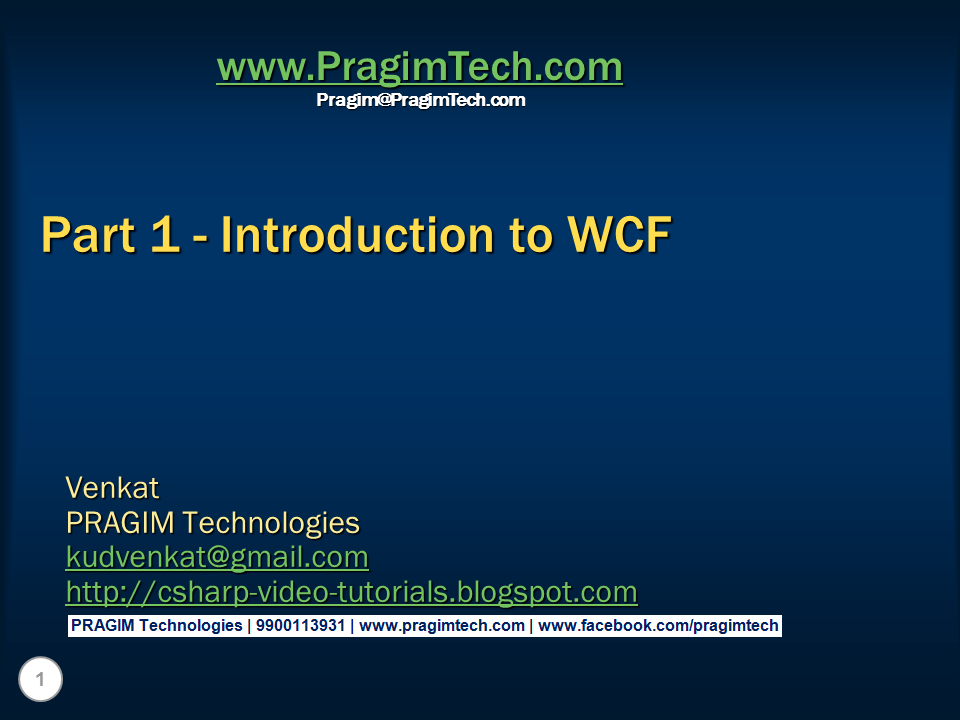 www.PragimTech.com
Pragim@PragimTech.com
Part 1 - Introduction to WCF
Venkat
PRAGIM Technologies
kudvenkat@gmail.com
http://csharp-video-tutorials.blogspot.com
PRAGIM Technologies | 9900113931 | www.pragimtech.com | www.facebook.com/pragimtech
1